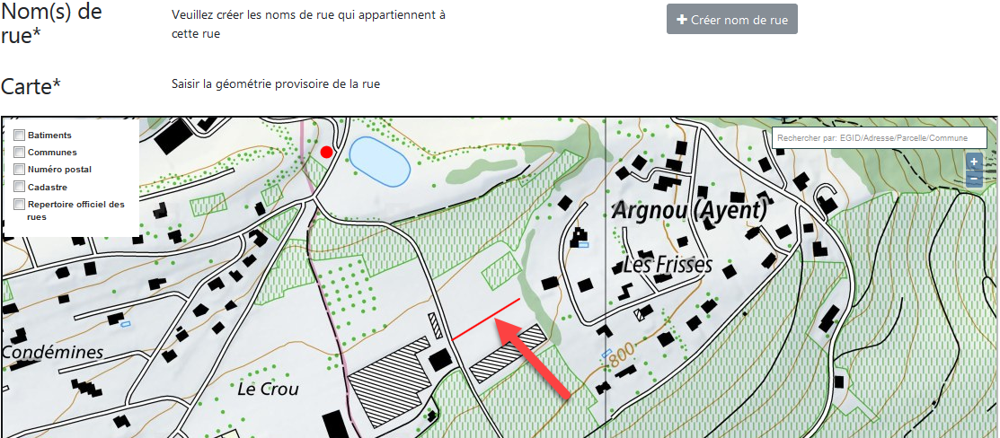 Nom(s) de
rue*
Veuillez créer les noms de rue qui appartiennent à
cette rue
Créer nom de rue
Carte*
Saisir la géométrie provisoire de la rue
Batiments
Communes
Numéro postal
Cadastre
Repertoire officiel des
rues
Rechercher par: EGID/Adresse/Parcelle/Commune
+
−
Argnou (Ayent)
Les Frisses
Condémines
800
Le Crou